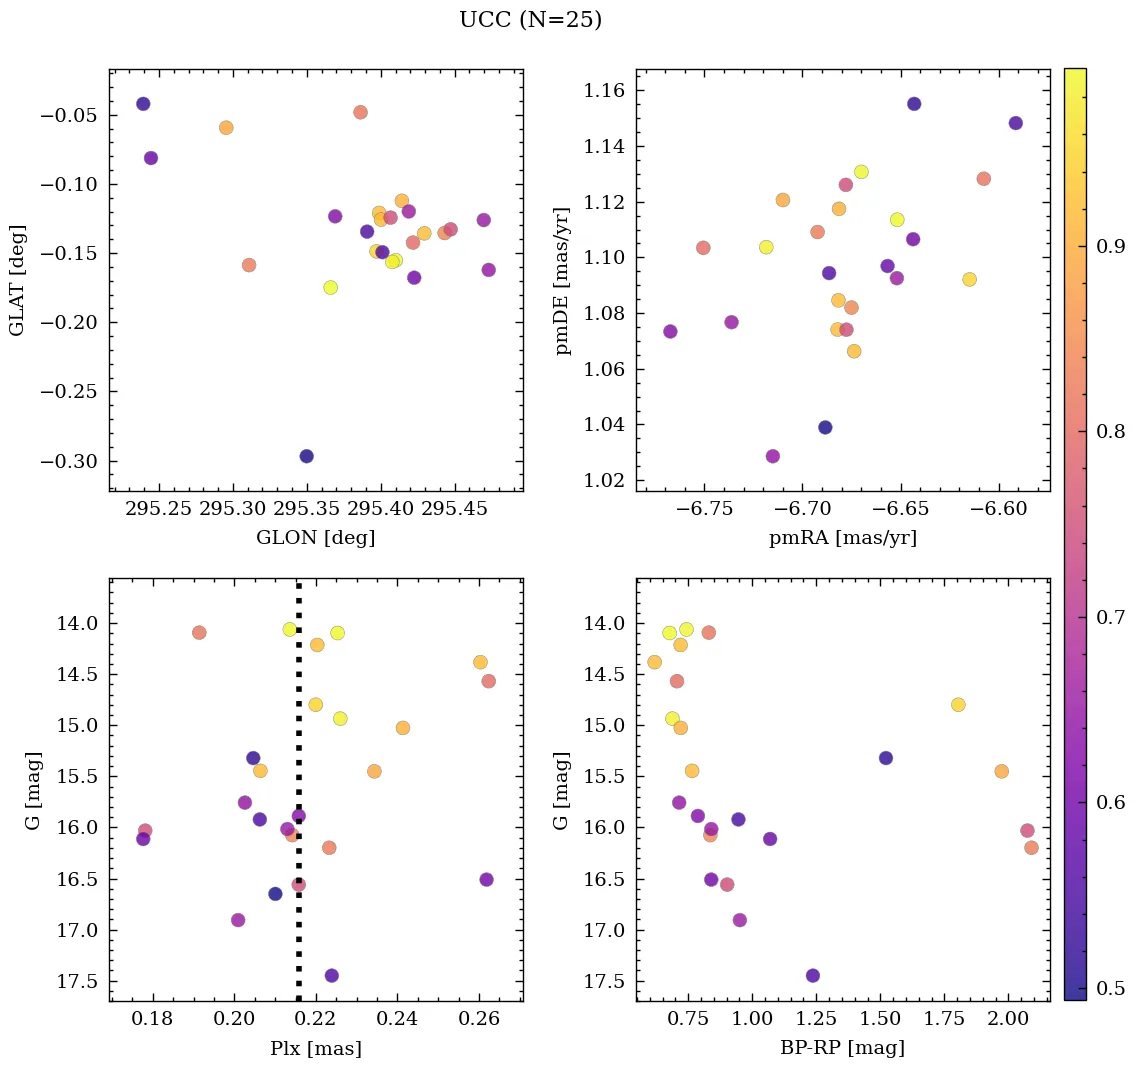 UCC (N=25)
−0.05
−0.10
−0.15
−0.20
−0.25
−0.30
GLAT [deg]
295.25 295.30 295.35 295.40 295.45
GLON [deg]
1.16
1.14
1.12
1.10
1.08
1.06
1.04
1.02
pmDE [mas/yr]
−6.75 −6.70 −6.65 −6.60
pmRA [mas/yr]
14.0
14.5
15.0
15.5
16.0
16.5
17.0
17.5
G [mag]
0.18 0.20 0.22 0.24 0.26
Plx [mas]
14.0
14.5
15.0
15.5
16.0
16.5
17.0
17.5
G [mag]
0.75 1.00 1.25 1.50 1.75 2.00
BP-RP [mag]
0.9
0.8
0.7
0.6
0.5